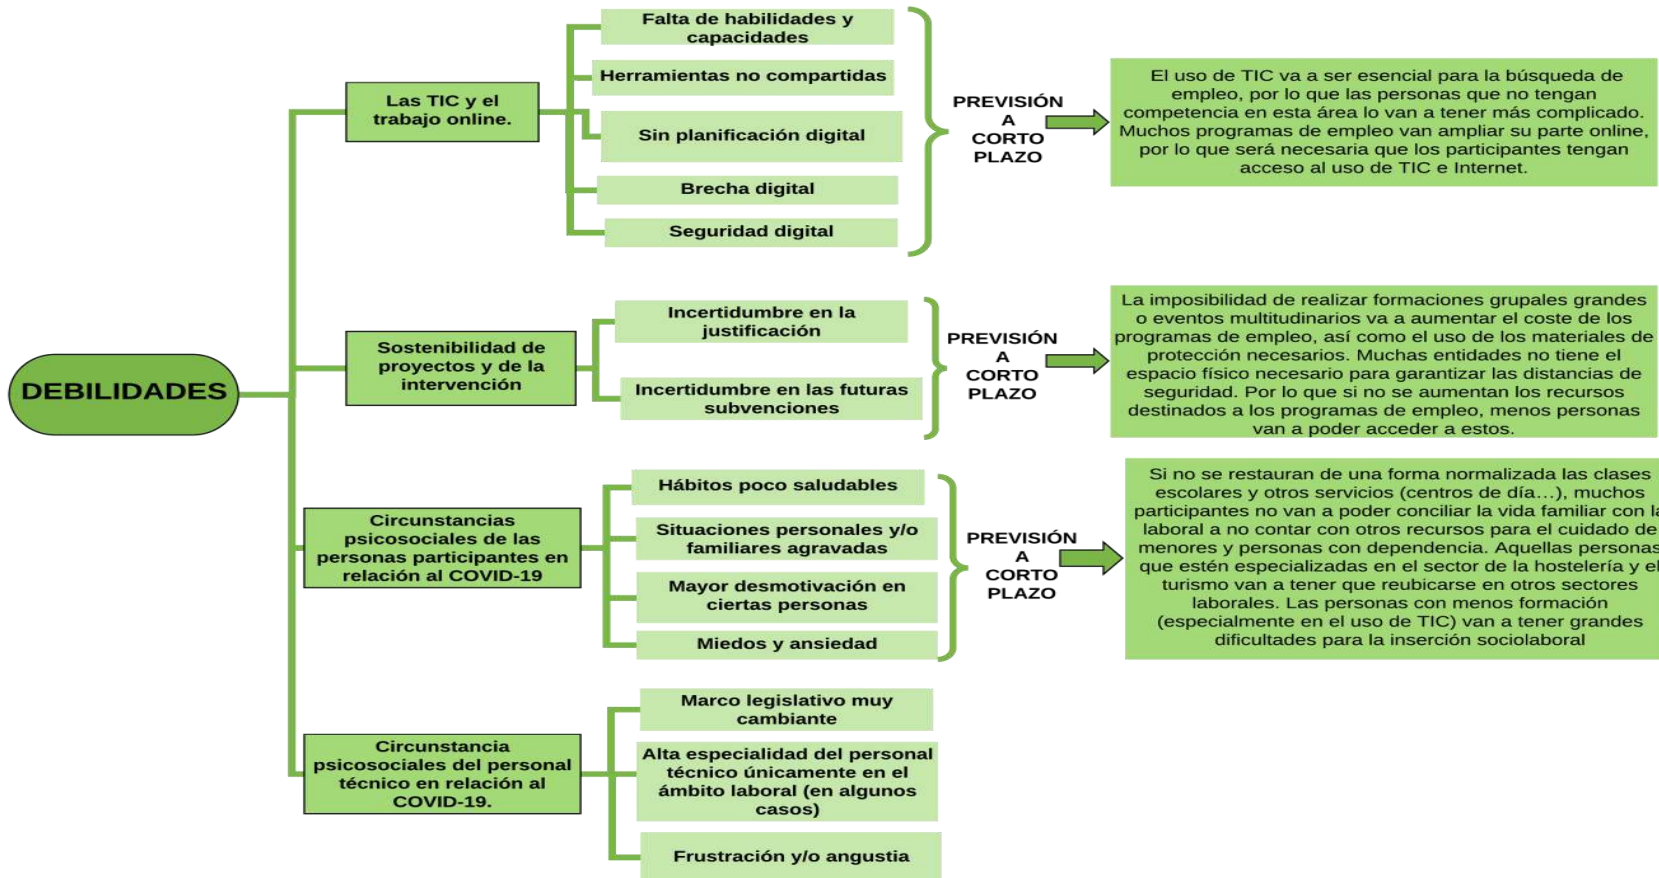 DEBILIDADES
Las TIC y el
trabajo online.
Falta de habilidades y
capacidades
Herramientas no compartidas
Sin planificación digital
Brecha digital
Seguridad digital
PREVISIÓN
A
CORTO
PLAZO
El uso de TIC va a ser esencial para la búsqueda de
empleo, por lo que las personas que no tengan
competencia en esta área lo van a tener más complicado.
Muchos programas de empleo van ampliar su parte online,
por lo que será necesaria que los participantes tengan
acceso al uso de TIC e Internet.
Sostenibilidad de
proyectos y de la
intervención
Incertidumbre en la
justificación
Incertidumbre en las futuras
subvenciones
PREVISIÓN
A
CORTO
PLAZO
La imposibilidad de realizar formaciones grupales grandes
o eventos multitudinarios va a aumentar el coste de los
programas de empleo, así como el uso de los materiales de
protección necesarios. Muchas entidades no tiene el
espacio físico necesario para garantizar las distancias de
seguridad. Por lo que si no se aumentan los recursos
destinados a los programas de empleo, menos personas
van a poder acceder a estos.
Circunstancias
psicosociales de las
personas participantes en
relación al COVID-19
Hábitos poco saludables
Situaciones personales y/o
familiares agravadas
Mayor desmotivación en
ciertas personas
Miedos y ansiedad
PREVISIÓN
A
CORTO
PLAZO
Si no se restauran de una forma normalizada las clases
escolares y otros servicios (centros de día…), muchos
participantes no van a poder conciliar la vida familiar con la
laboral a no contar con otros recursos para el cuidado de
menores y personas con dependencia. Aquellas personas
que estén especializadas en el sector de la hostelería y el
turismo van a tener que reubicarse en otros sectores
laborales. Las personas con menos formación
(especialmente en el uso de TIC) van a tener grandes
dificultades para la inserción sociolaboral
Circunstancia
psicosociales del personal
técnico en relación al
COVID-19.
Marco legislativo muy
cambiante
Alta especialidad del personal
técnico únicamente en el
ámbito laboral (en algunos
casos)
Frustración y/o angustia